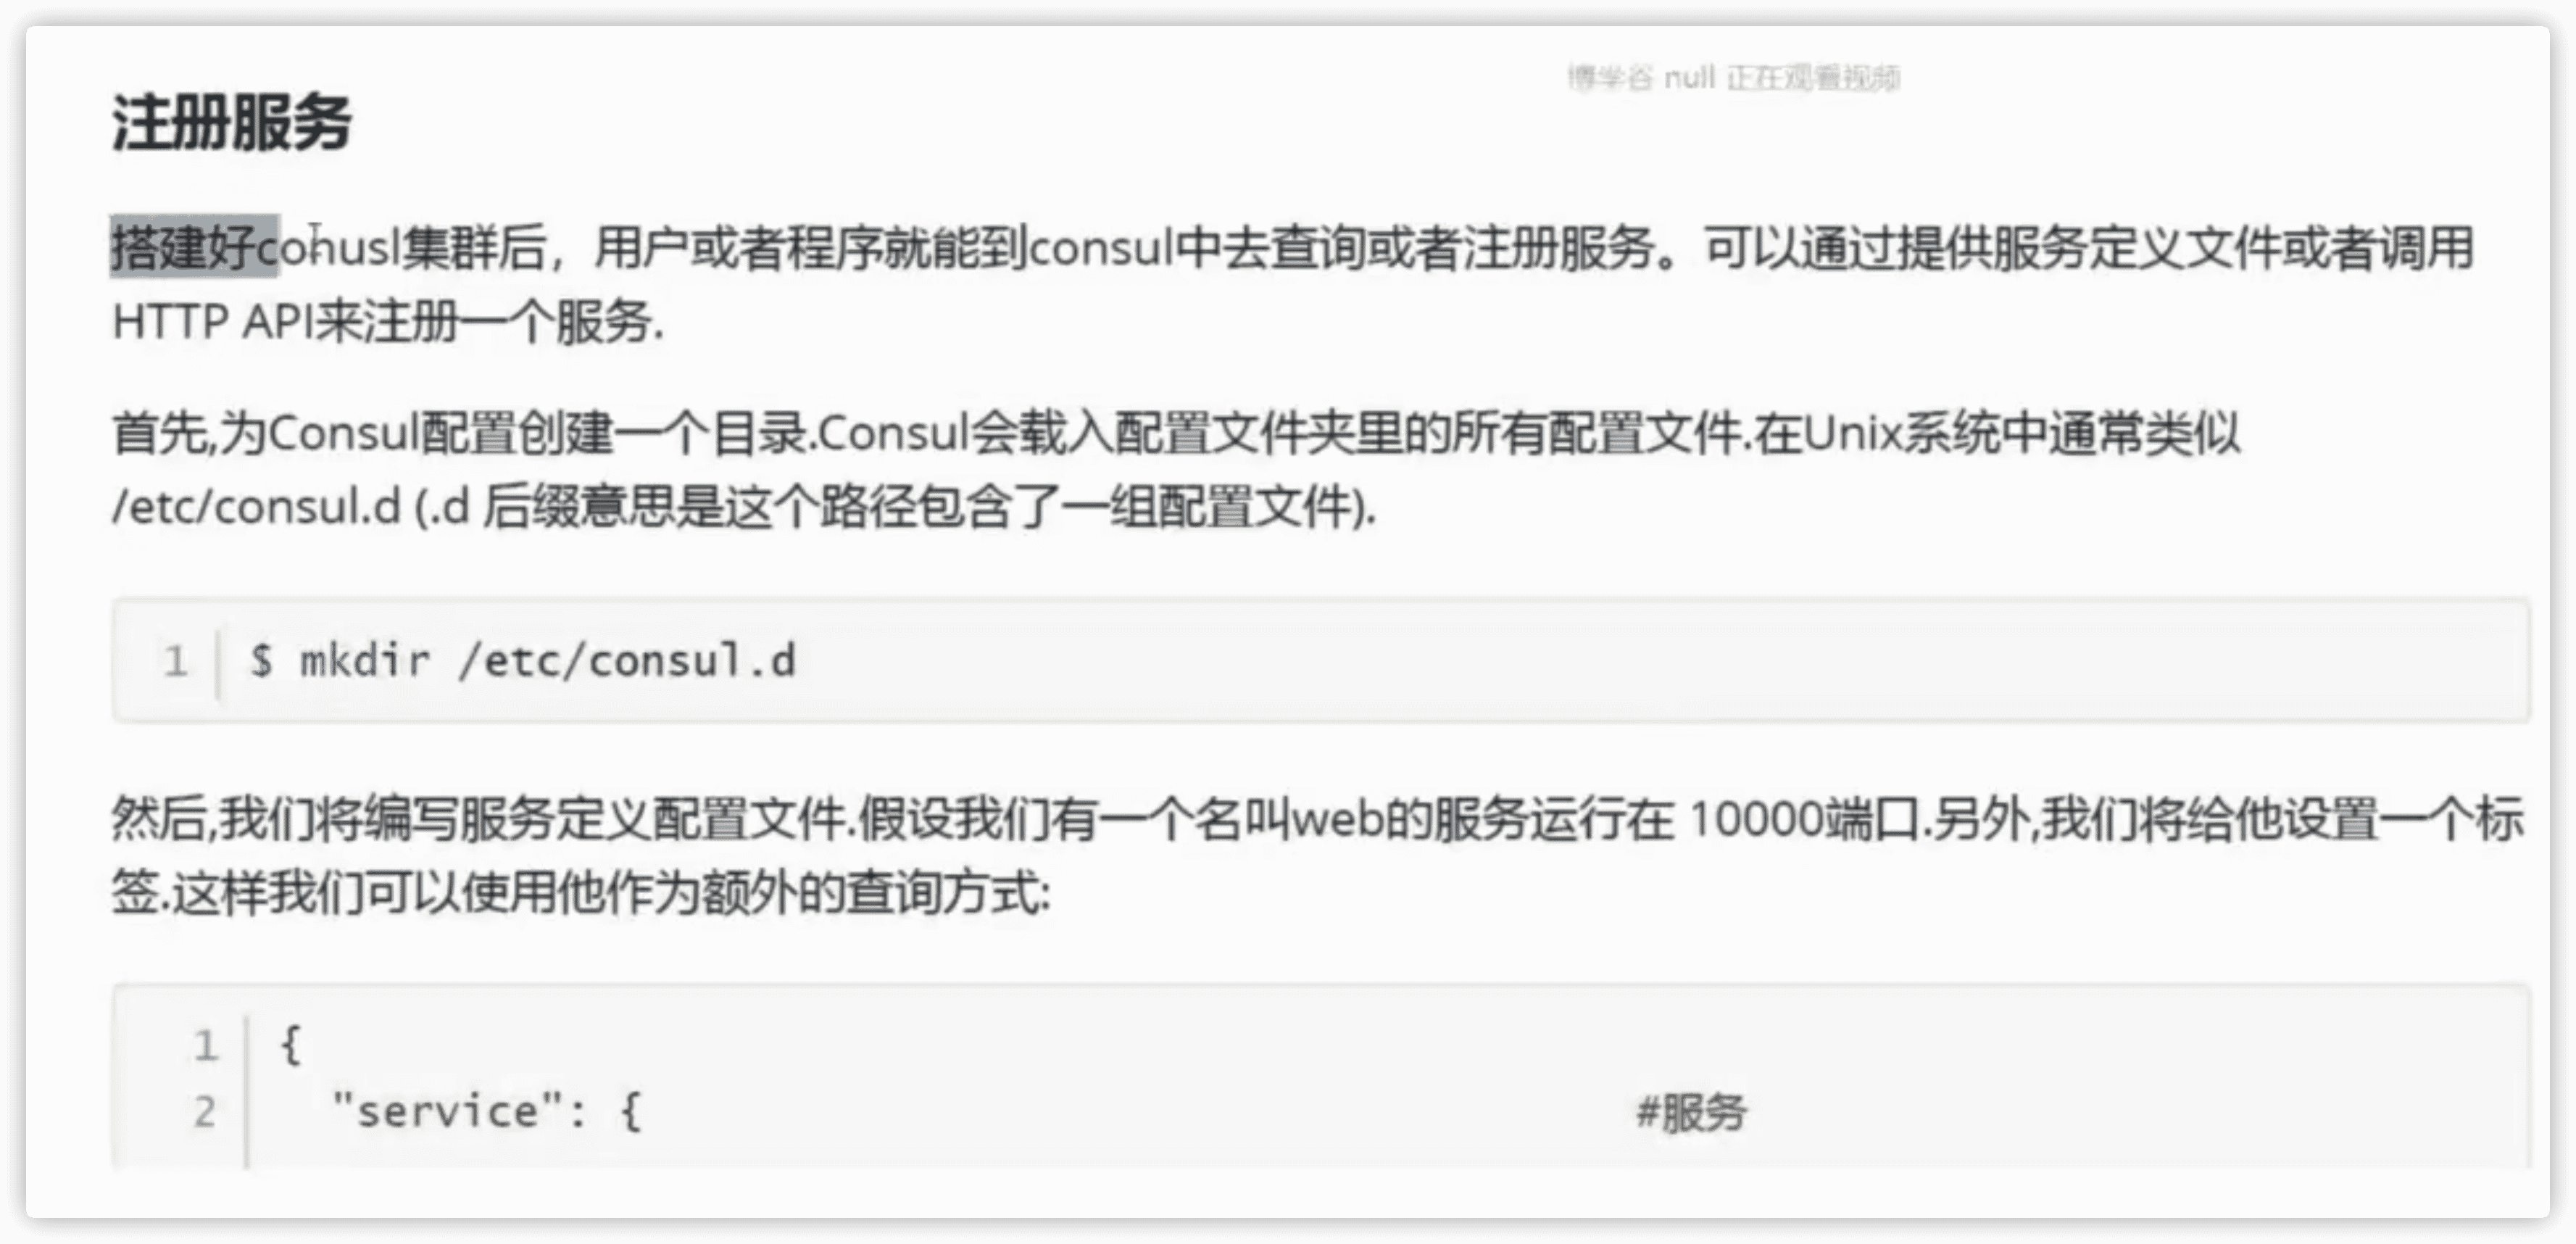 博学谷 null 正在观看视频
注册服务
搭建好conusl集群后，用户或者程序就能到consul中去查询或者注册服务。可以通过提供服务定义文件或者调用
HTTP API来注册一个服务.
首先,为Consul配置创建一个目录.Consul会载入配置文件夹里的所有配置文件.在Unix系统中通常类似
/etc/consul.d (.d 后缀意思是这个路径包含了一组配置文件).
1 $ mkdir /etc/consul.d
然后,我们将编写服务定义配置文件.假设我们有一个名叫web的服务运行在 10000端口.另外,我们将给他设置一个标
签.这样我们可以使用他作为额外的查询方式:
1 {
2 "service": { #服务